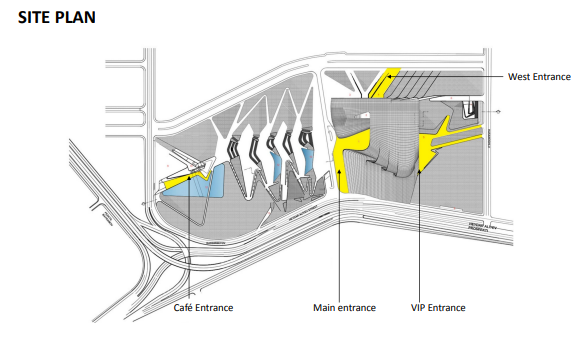 SITE PLAN
West Entrance
Café Entrance
Main entrance
VIP Entrance